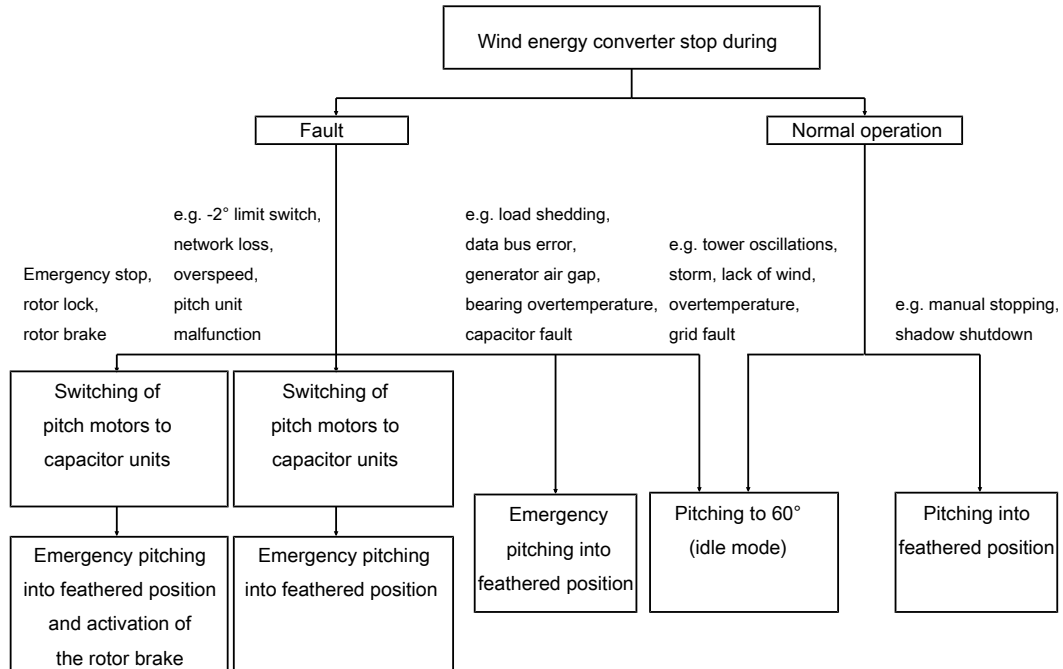 Wind energy converter stop during
Fault
Normal operation
Emergency stop,
rotor lock,
rotor brake
e.g. -2° limit switch,
network loss,
overspeed,
pitch unit
malfunction
e.g. load shedding,
data bus error,
generator air gap,
bearing overtemperature,
capacitor fault
e.g. tower oscillations,
storm, lack of wind,
overtemperature,
grid fault
e.g. manual stopping,
shadow shutdown
Switching of
pitch motors to
capacitor units
Switching of
pitch motors to
capacitor units
Emergency
pitching into
feathered position
Pitching to 60°
(idle mode)
Pitching into
feathered position
Emergency pitching
into feathered position
and activation of
the rotor brake
Emergency pitching
into feathered position